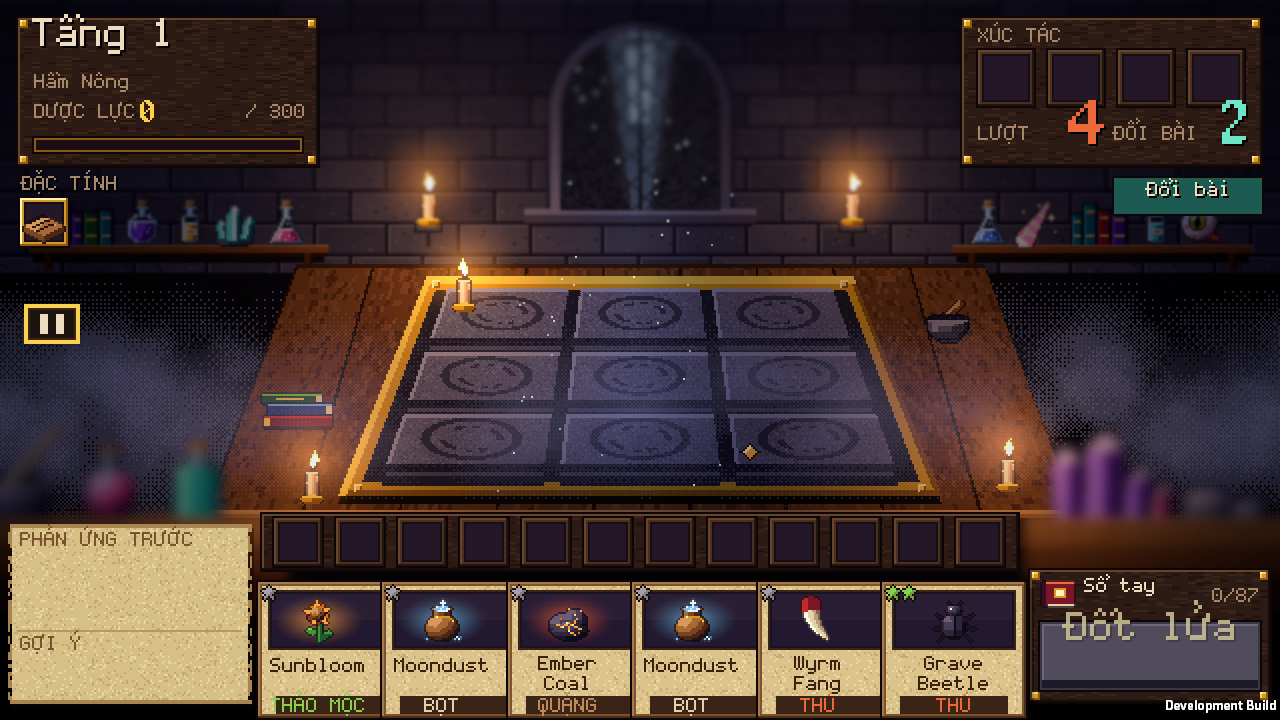 Tầng 1
Hầm Nông
DƯỢC LỰC 0 / 300
ĐẶC TÍNH
XÚC TÁC
LƯỢT 4 ĐỔI BÀI 2
Đổi bài
PHẢN ỨNG TRƯỚC
GỢI Ý
Sunbloom
THẢO MỘC
Moondust
BỘT
Ember
Coal
QUẶNG
Moondust
BỘT
Wyrm
Fang
THÚ
Grave
Beetle
THÚ
Sổ tay
0/87
Đốt lửa
Development Build